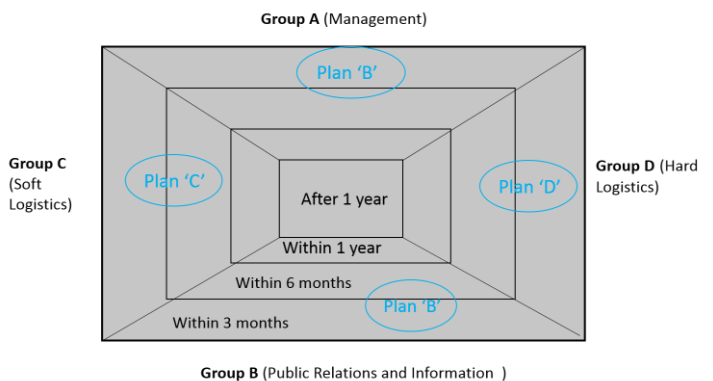 Group A (Management)
Plan 'B'
Group C
(Soft
Logistics)
Plan 'C'
Group D (Hard
Logistics)
Plan 'D'
After 1 year
Within 1 year
Within 6 months
Plan 'B'
Within 3 months
Group B (Public Relations and Information )